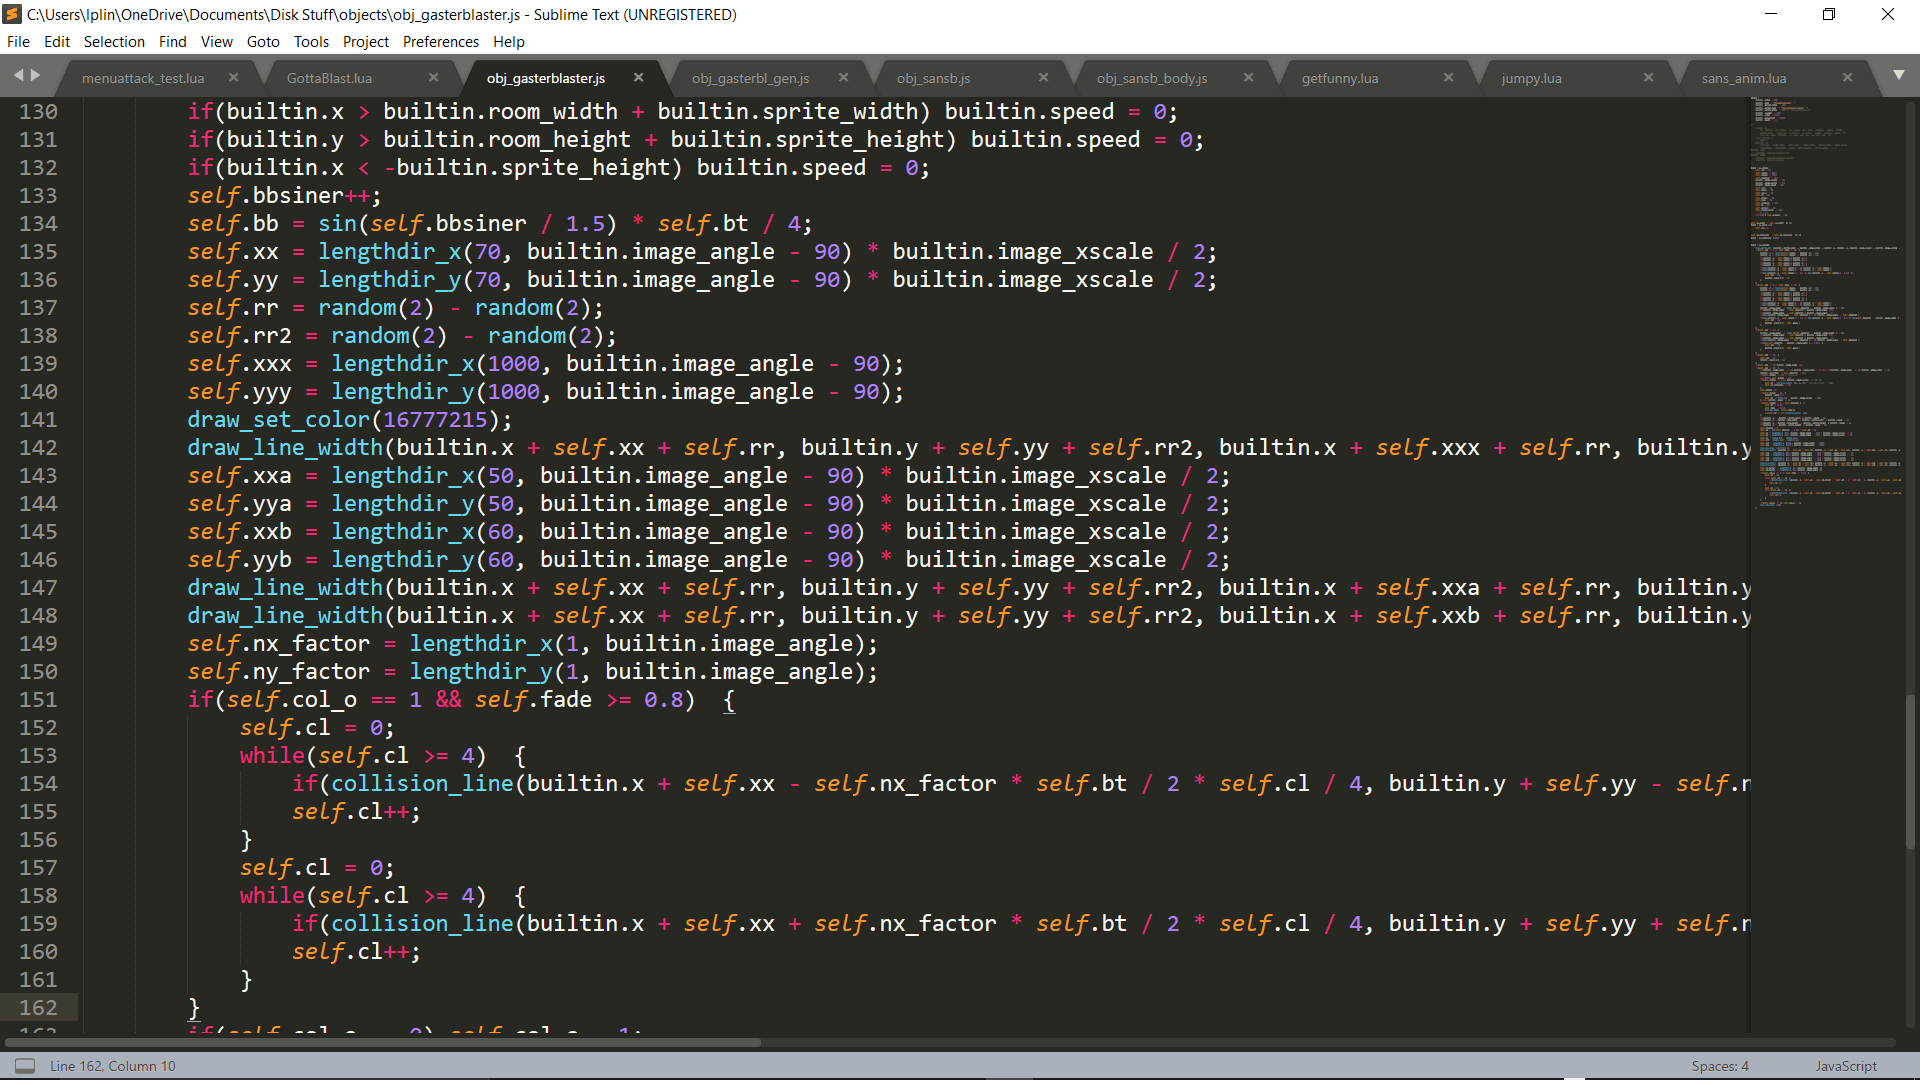 C:\Users\lplin\OneDrive\Documents\Disk Stuff\objects\obj_gasterblaster.js - Sublime Text (UNREGISTERED)
File Edit Selection Find View Goto Tools Project Preferences Help
menuattack_test.lua GottaBlast.lua obj_gasterblaster.js obj_gasterbl_gen.js obj_sansb.js obj_sansb_body.js getfunny.lua jumpy.lua sans_anim.lua
130 if(builtin.x > builtin.room_width + builtin.sprite_width) builtin.speed = 0;
131 if(builtin.y > builtin.room_height + builtin.sprite_height) builtin.speed = 0;
132 if(builtin.x < -builtin.sprite_height) builtin.speed = 0;
133 self.bbsiner++;
134 self.bb = sin(self.bbsiner / 1.5) * self.bt / 4;
135 self.xx = lengthdir_x(70, builtin.image_angle - 90) * builtin.image_xscale / 2;
136 self.yy = lengthdir_y(70, builtin.image_angle - 90) * builtin.image_xscale / 2;
137 self.rr = random(2) - random(2);
138 self.rr2 = random(2) - random(2);
139 self.xxx = lengthdir_x(1000, builtin.image_angle - 90);
140 self.yyy = lengthdir_y(1000, builtin.image_angle - 90);
141 draw_set_color(16777215);
142 draw_line_width(builtin.x + self.xx + self.rr, builtin.y + self.yy + self.rr2, builtin.x + self.xxx + self.rr, builtin.y
143 self.xxa = lengthdir_x(50, builtin.image_angle - 90) * builtin.image_xscale / 2;
144 self.yya = lengthdir_y(50, builtin.image_angle - 90) * builtin.image_xscale / 2;
145 self.xxb = lengthdir_x(60, builtin.image_angle - 90) * builtin.image_xscale / 2;
146 self.yyb = lengthdir_y(60, builtin.image_angle - 90) * builtin.image_xscale / 2;
147 draw_line_width(builtin.x + self.xx + self.rr, builtin.y + self.yy + self.rr2, builtin.x + self.xxa + self.rr, builtin.y
148 draw_line_width(builtin.x + self.xx + self.rr, builtin.y + self.yy + self.rr2, builtin.x + self.xxb + self.rr, builtin.y
149 self.nx_factor = lengthdir_x(1, builtin.image_angle);
150 self.ny_factor = lengthdir_y(1, builtin.image_angle);
151 if(self.col_o == 1 && self.fade >= 0.8) {
152 self.cl = 0;
153 while(self.cl >= 4) {
154 if(collision_line(builtin.x + self.xx - self.nx_factor * self.bt / 2 * self.cl / 4, builtin.y + self.yy - self.n
155 self.cl++;
156 }
157 self.cl = 0;
158 while(self.cl >= 4) {
159 if(collision_line(builtin.x + self.xx + self.nx_factor * self.bt / 2 * self.cl / 4, builtin.y + self.yy + self.n
160 self.cl++;
161 }
162 }
Line 162, Column 10 Spaces: 4 JavaScript